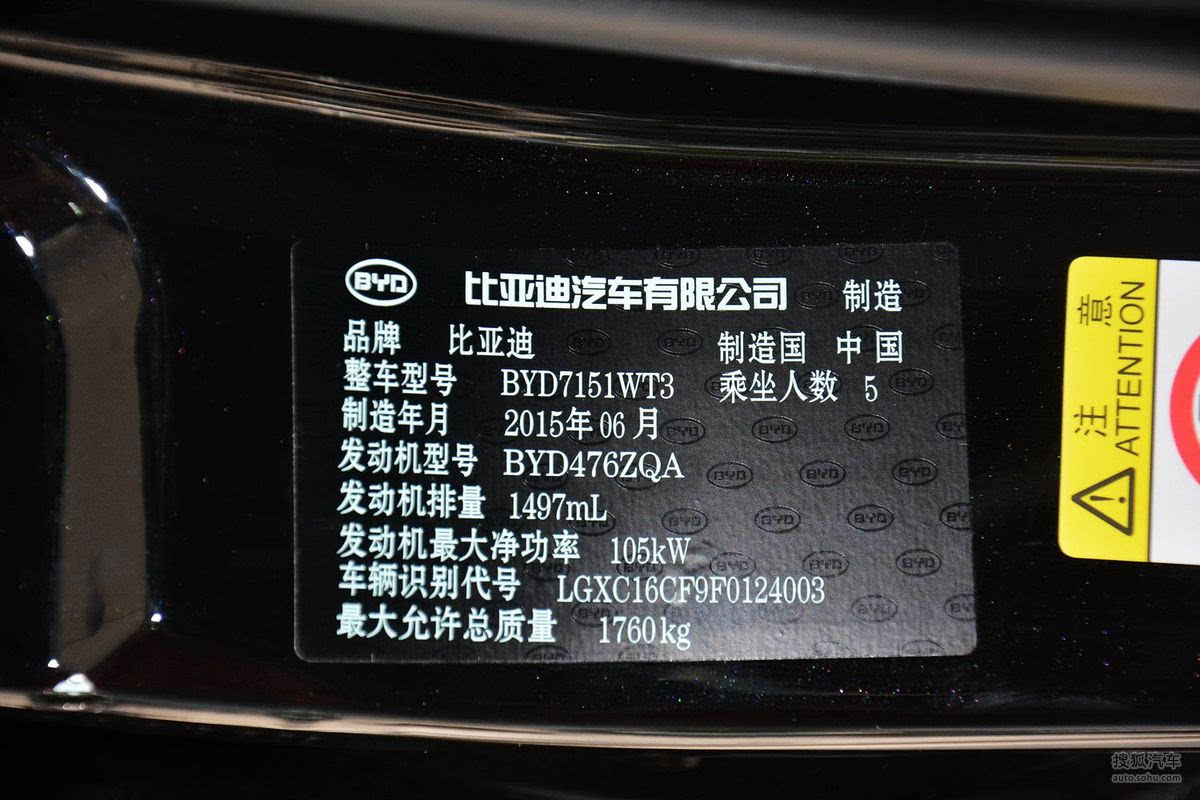 BYD 比亚迪汽车有限公司 制造
品牌 比亚迪 制造国 中国
整车型号 BYD7151WT3 乘坐人数 5
制造年月 2015年06月
发动机型号 BYD476ZQA
发动机排量 1497mL
发动机最大净功率 105kW
车辆识别代号 LGXC16CF9F0124003
最大允许总质量 1760kg
注意
ATTENTION
搜狐汽车
auto.sohu.com